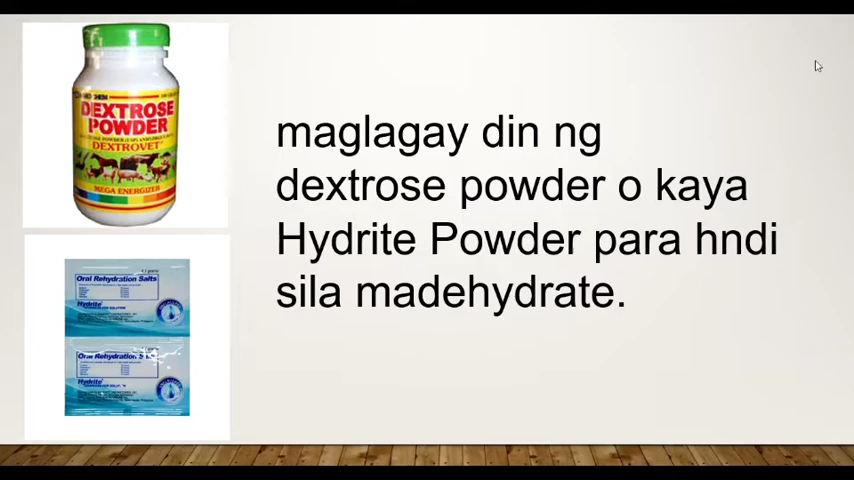 DEXTROSE
POWDER
DEXTROVET
MEGA ENERGIZER
maglagay din ng
dextrose powder o kaya
Hydrite Powder para hndi
sila madehydrate.
Oral Rehydration Salts
Hydrite
Oral Rehydration Salts
Hydrite